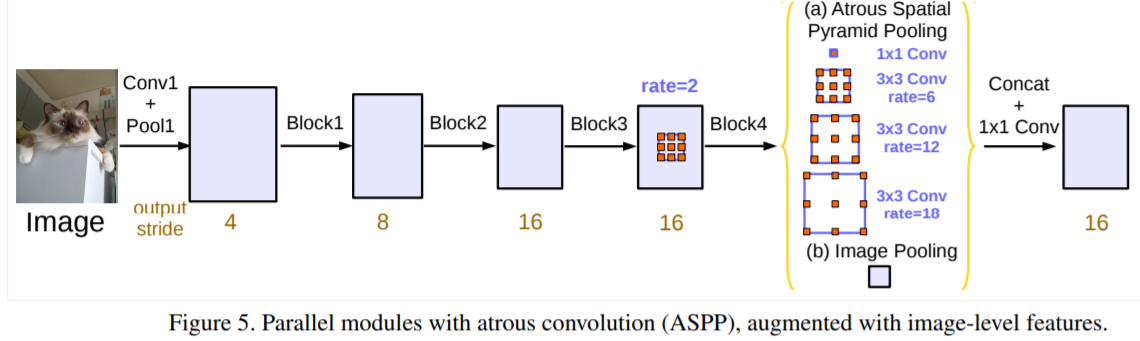 (a) Atrous Spatial
Pyramid Pooling
1x1 Conv
3x3 Conv
rate=6
3x3 Conv
rate=12
3x3 Conv
rate=18
(b) Image Pooling
Conv1
+
Pool1
Block1
Block2
Block3
rate=2
Block4
Concat
+
1x1 Conv
Image
output
stride
4
8
16
16
16
Figure 5. Parallel modules with atrous convolution (ASPP), augmented with image-level features.